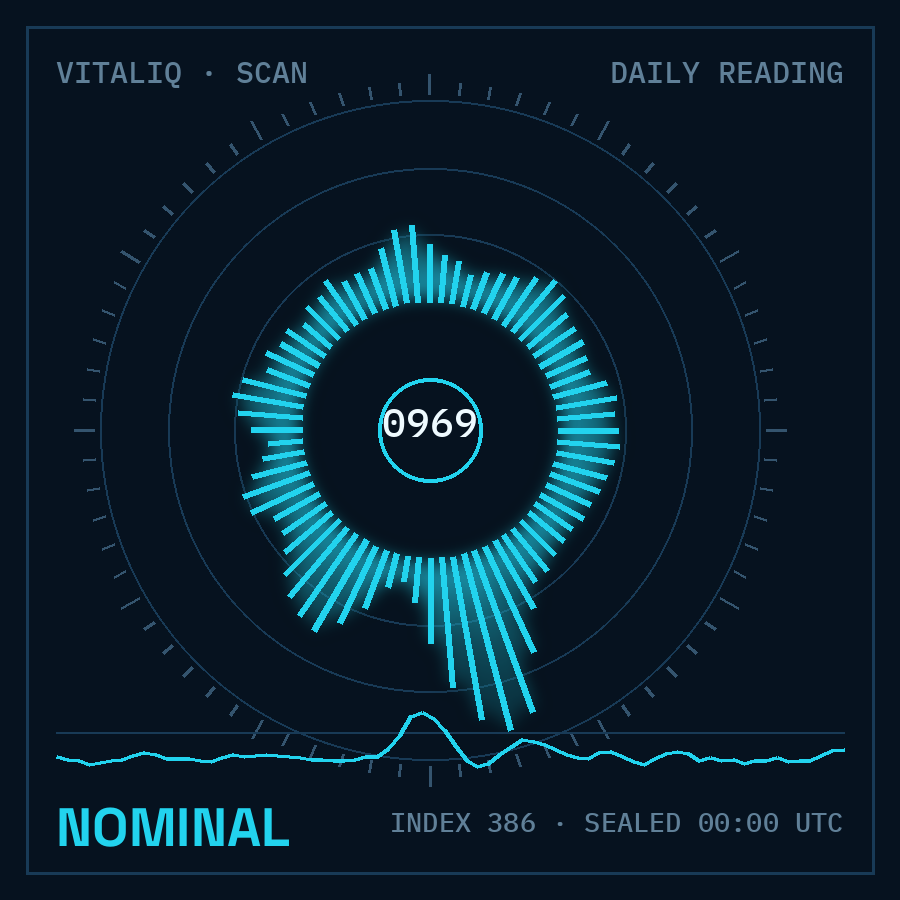 VITALIQ · SCAN
DAILY READING
0969
NOMINAL
INDEX 386 · SEALED 00:00 UTC